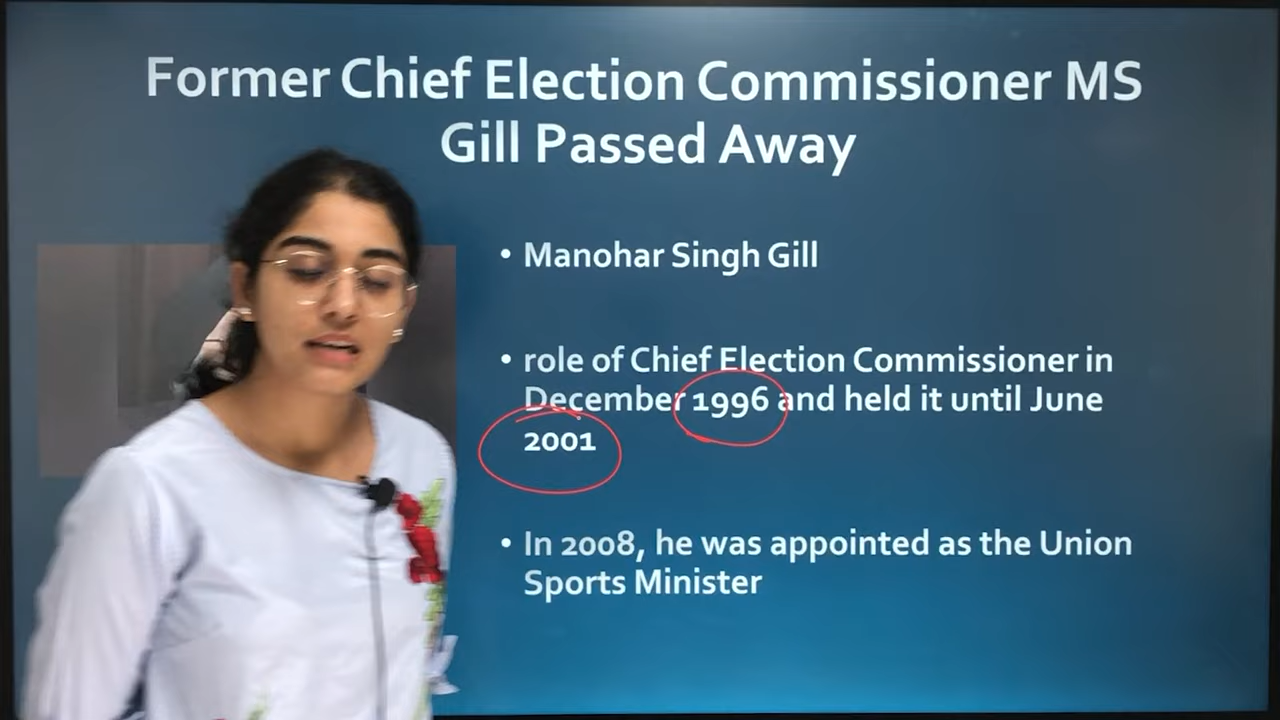 Former Chief Election Commissioner MS
Gill Passed Away
• Manohar Singh Gill
• role of Chief Election Commissioner in
December 1996 and held it until June
2001
• In 2008, he was appointed as the Union
Sports Minister